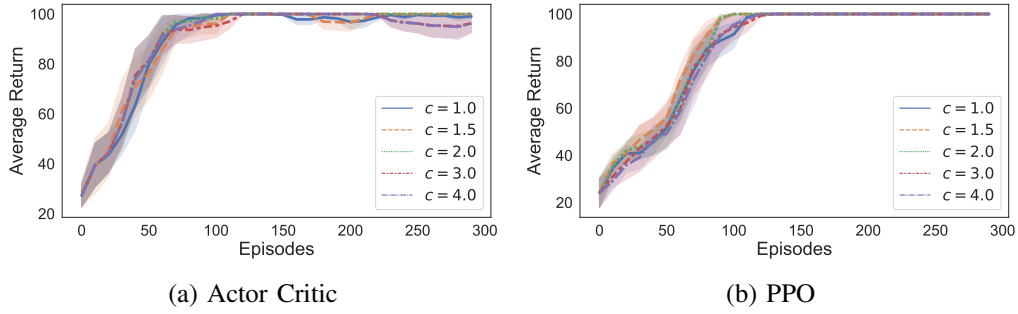 Average Return
100
80
60
40
20
0
50
100
150
200
250
300
Episodes
c = 1.0
c = 1.5
c = 2.0
c = 3.0
c = 4.0
(a) Actor Critic
Average Return
100
80
60
40
20
0
50
100
150
200
250
300
Episodes
c = 1.0
c = 1.5
c = 2.0
c = 3.0
c = 4.0
(b) PPO